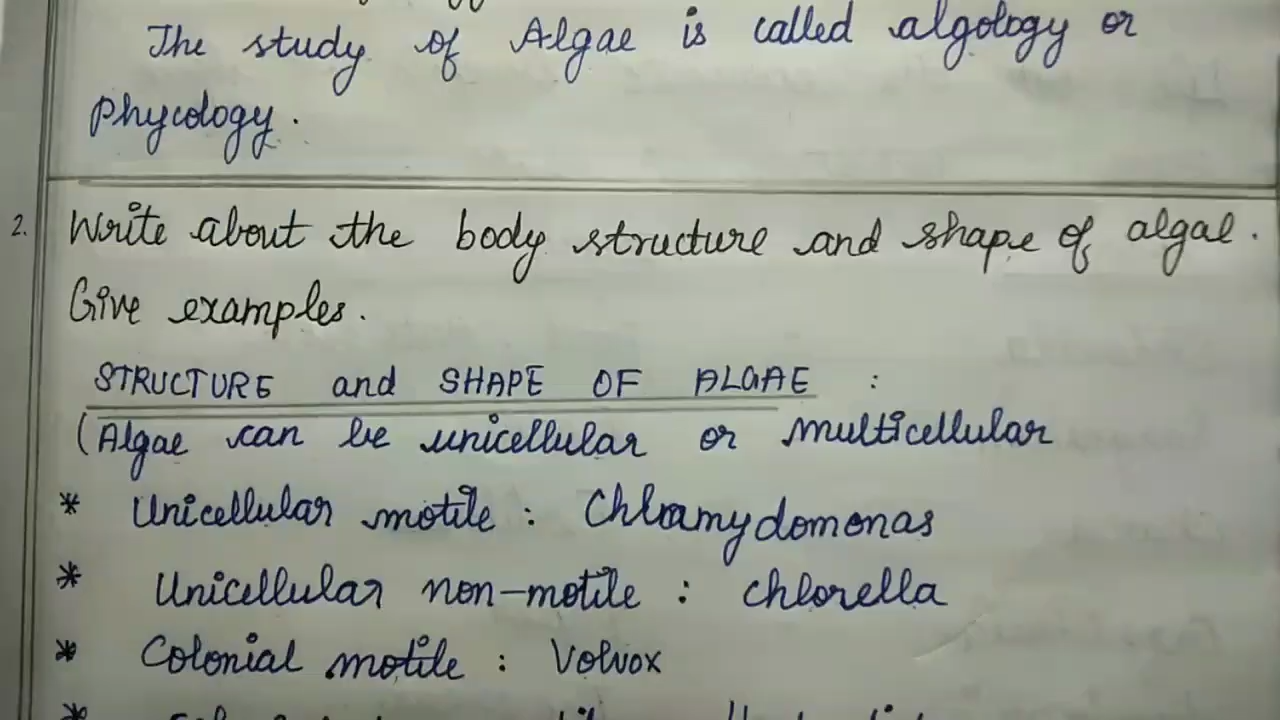 The study of Algae is called algology or
phycology.
2. Write about the body structure and shape of algae.
Give examples.
STRUCTURE and SHAPE OF ALGAE :
(Algae can be unicellular or multicellular
* Unicellular motile : Chlamydomonas
* Unicellular non-motile : chlorella
* Colonial motile : Volvox